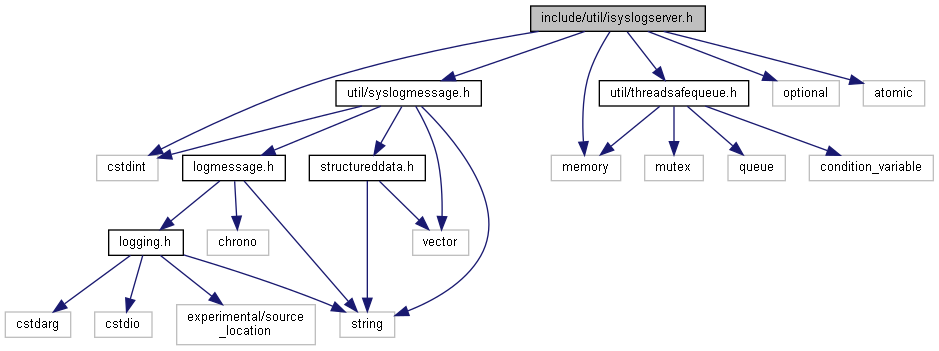 include/util/isyslogserver.h
util/syslogmessage.h
util/threadsafequeue.h
optional
atomic
cstdint
logmessage.h
structureddata.h
memory
mutex
queue
condition_variable
logging.h
chrono
vector
cstdarg
cstdio
experimental/source
_location
string